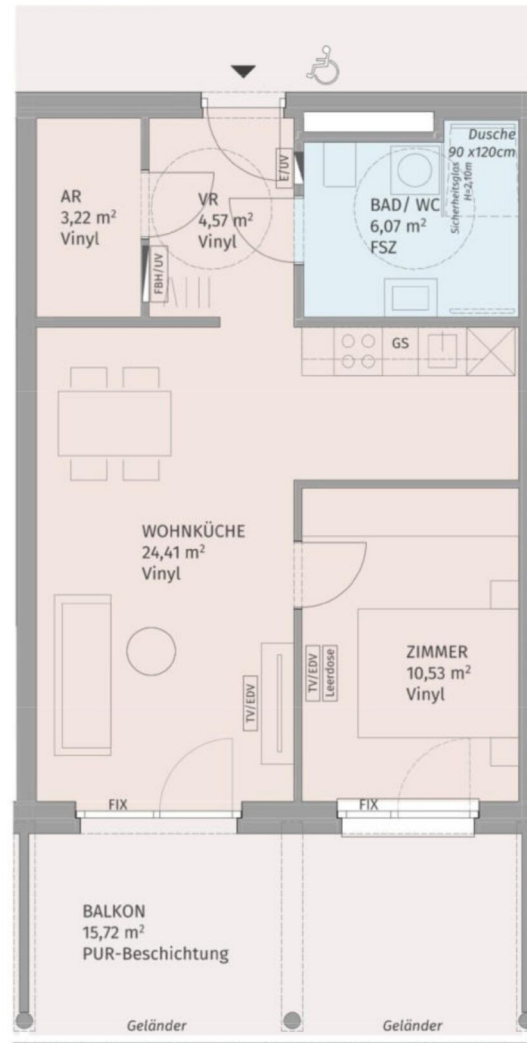 AR
3,22 m²
Vinyl
VR
4,57 m²
Vinyl
E/UV
FBH/UV
BAD/ WC
6,07 m²
FSZ
Dusche
90 x120cm
Sicherheitsglas
H=2,10m
GS
WOHNKÜCHE
24,41 m²
Vinyl
TV/EDV
TV/EDV
Leerdose
ZIMMER
10,53 m²
Vinyl
FIX
FIX
BALKON
15,72 m²
PUR-Beschichtung
Geländer
Geländer